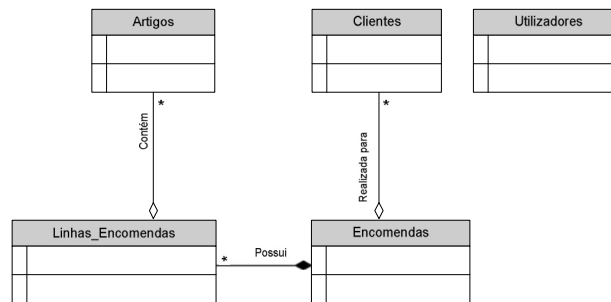 Artigos
Clientes
Utilizadores
*
*
Contém
Realizada para
Linhas_Encomendas
Encomendas
*
Possui